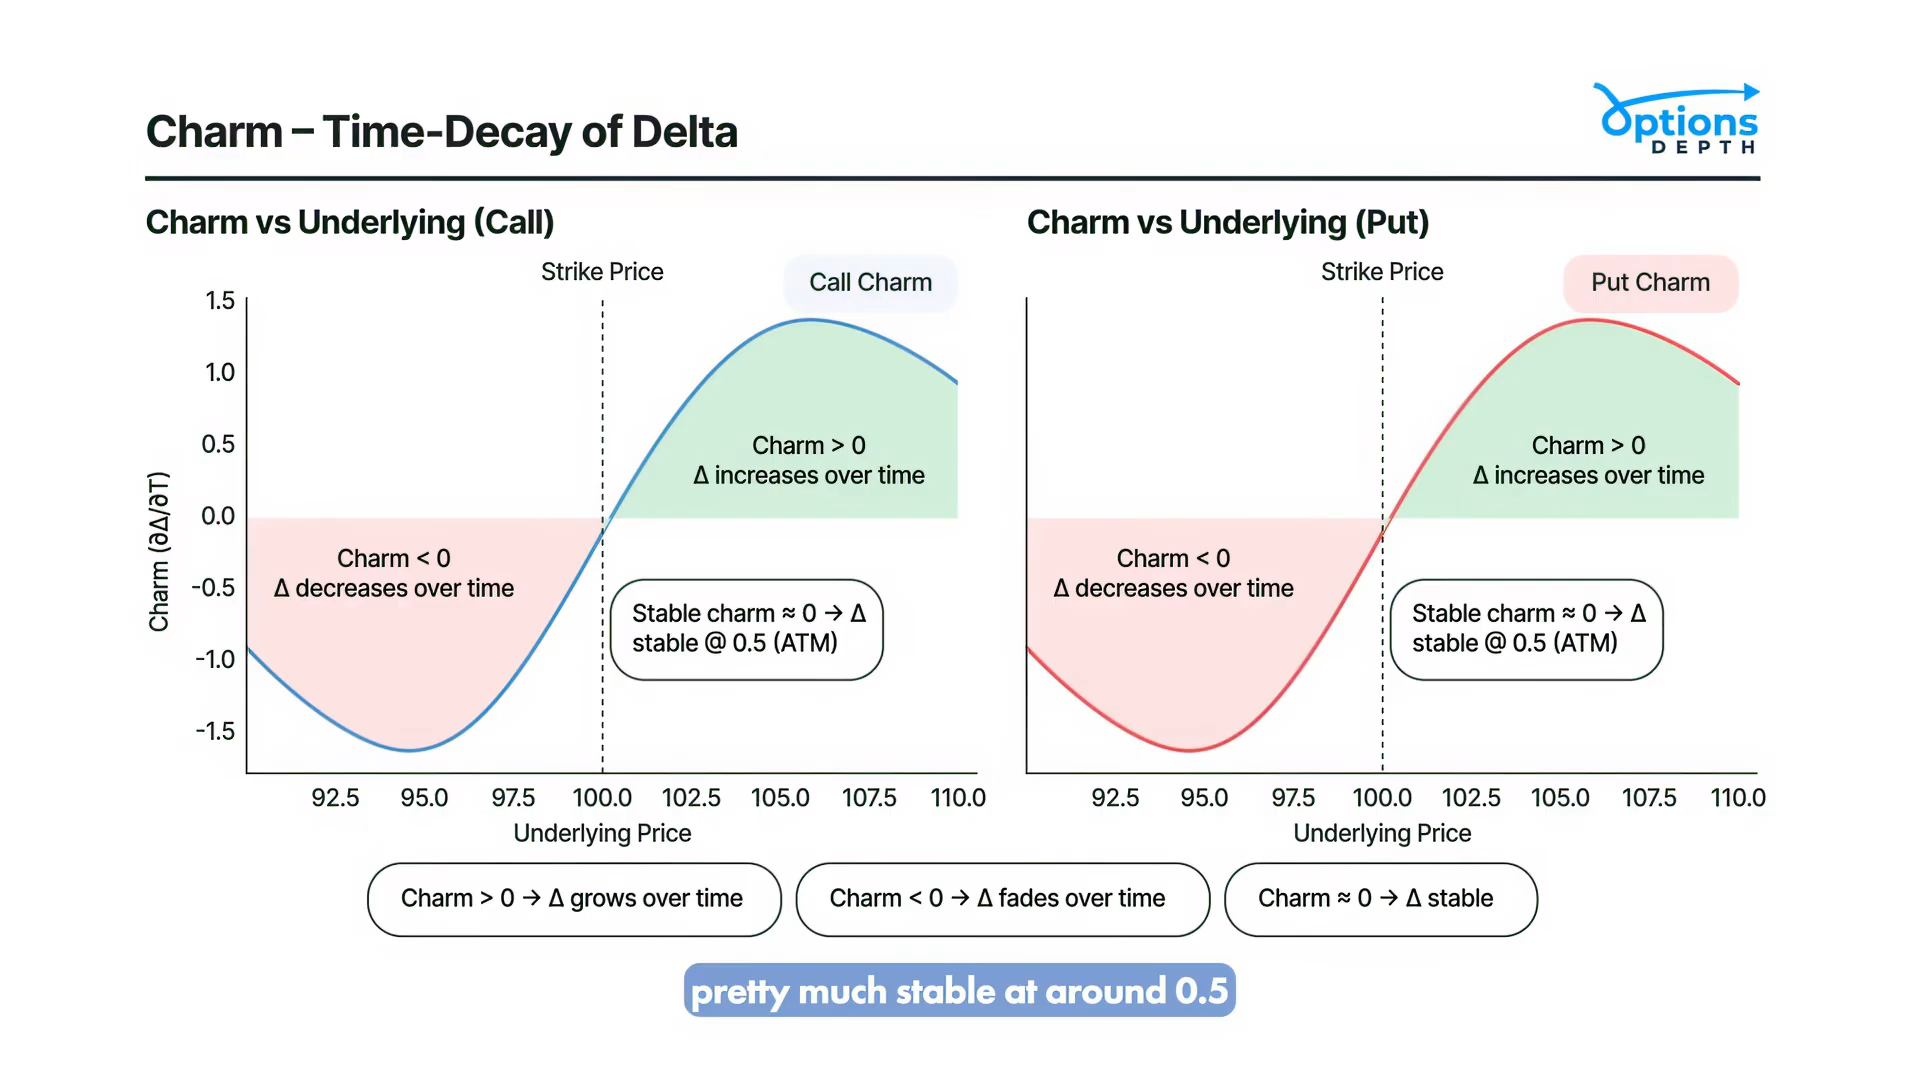 Charm – Time-Decay of Delta
Options
DEPTH
Charm vs Underlying (Call)
Strike Price
Call Charm
1.5
1.0
0.5
0.0
-0.5
-1.0
-1.5
Charm (∂Δ/∂T)
Charm > 0
Δ increases over time
Charm < 0
Δ decreases over time
Stable charm ≈ 0 → Δ
stable @ 0.5 (ATM)
92.5 95.0 97.5 100.0 102.5 105.0 107.5 110.0
Underlying Price
Charm vs Underlying (Put)
Strike Price
Put Charm
Charm > 0
Δ increases over time
Charm < 0
Δ decreases over time
Stable charm ≈ 0 → Δ
stable @ 0.5 (ATM)
92.5 95.0 97.5 100.0 102.5 105.0 107.5 110.0
Underlying Price
Charm > 0 → Δ grows over time
Charm < 0 → Δ fades over time
Charm ≈ 0 → Δ stable
pretty much stable at around 0.5